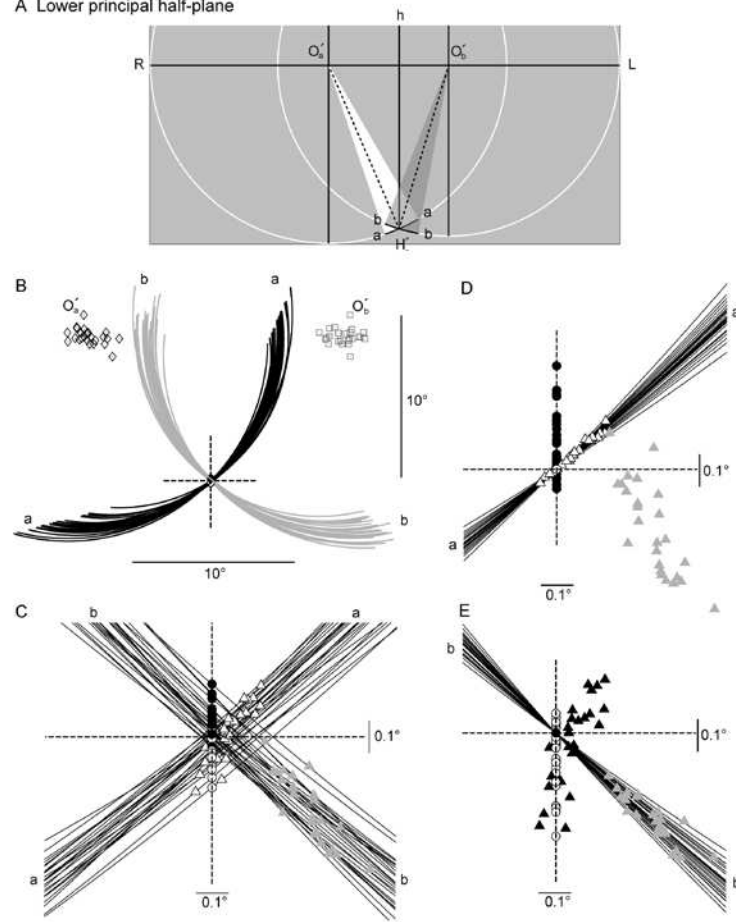 A Lower principal half-plane
h
O´a O´b
R L
b a
a b
H´
B b a D
O´a O´b
a
10°
0.1°
a b
a
10° 0.1°
C b a E
b
0.1° 0.1°
a b b
0.1° 0.1°